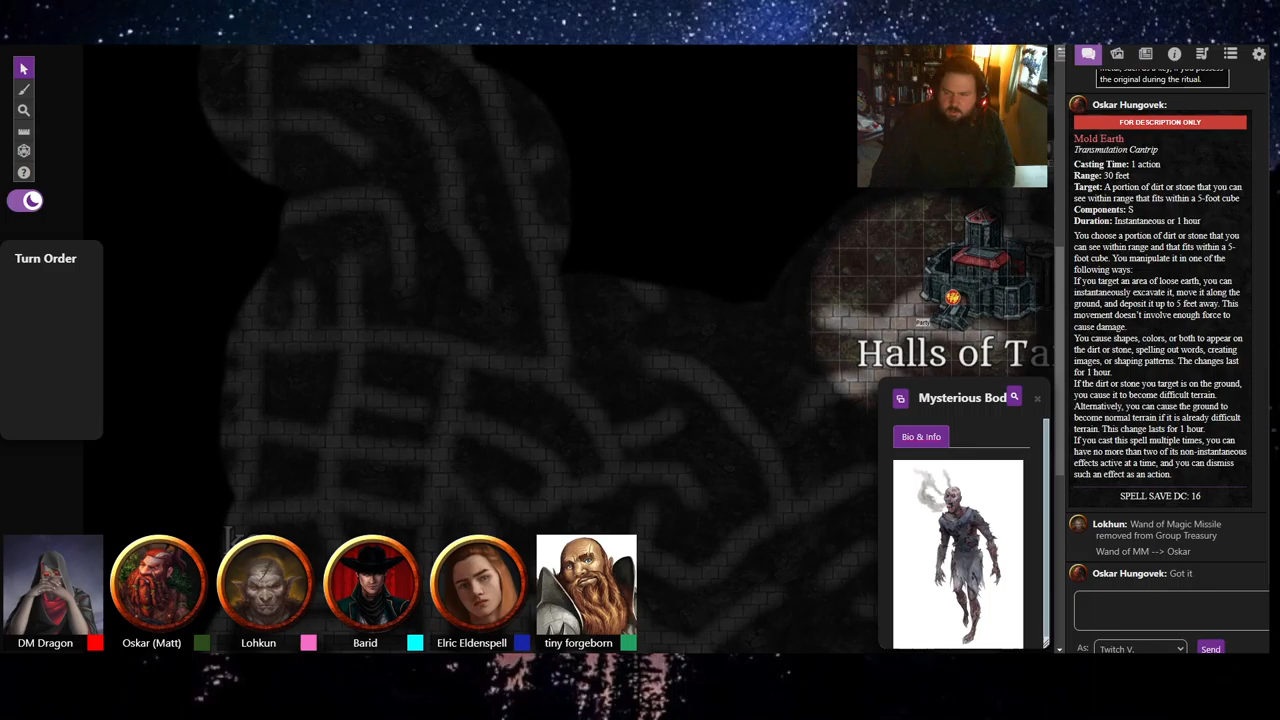 metal, such as a key, if you possess
the original during the ritual.
Oskar Hungovek:
FOR DESCRIPTION ONLY
Mold Earth
Transmutation Cantrip
Casting Time: 1 action
Range: 30 feet
Target: A portion of dirt or stone that you can
see within range that fits within a 5-foot cube
Components: S
Duration: Instantaneous or 1 hour
You choose a portion of dirt or stone that you
can see within range and that fits within a 5-
foot cube. You manipulate it in one of the
following ways:
If you target an area of loose earth, you can
instantaneously excavate it, move it along the
ground, and deposit it up to 5 feet away. This
movement doesn't involve enough force to
cause damage.
You cause shapes, colors, or both to appear on
the dirt or stone, spelling out words, creating
images, or shaping patterns. The changes last
for 1 hour.
If the dirt or stone you target is on the ground,
you cause it to become difficult terrain.
Alternatively, you can cause the ground to
become normal terrain if it is already difficult
terrain. This change lasts for 1 hour.
If you cast this spell multiple times, you can
have no more than two of its non-instantaneous
effects active at a time, and you can dismiss
such an effect as an action.
SPELL SAVE DC: 16
Lokhun: Wand of Magic Missile
removed from Group Treasury
Wand of MM --> Oskar
Oskar Hungovek: Got it
As: Twitch V. Send
Turn Order
Party
Halls of Ta
Mysterious Bod
Bio & Info
DM Dragon
Oskar (Matt)
Lohkun
Barid
Elric Eldenspell
tiny forgeborn